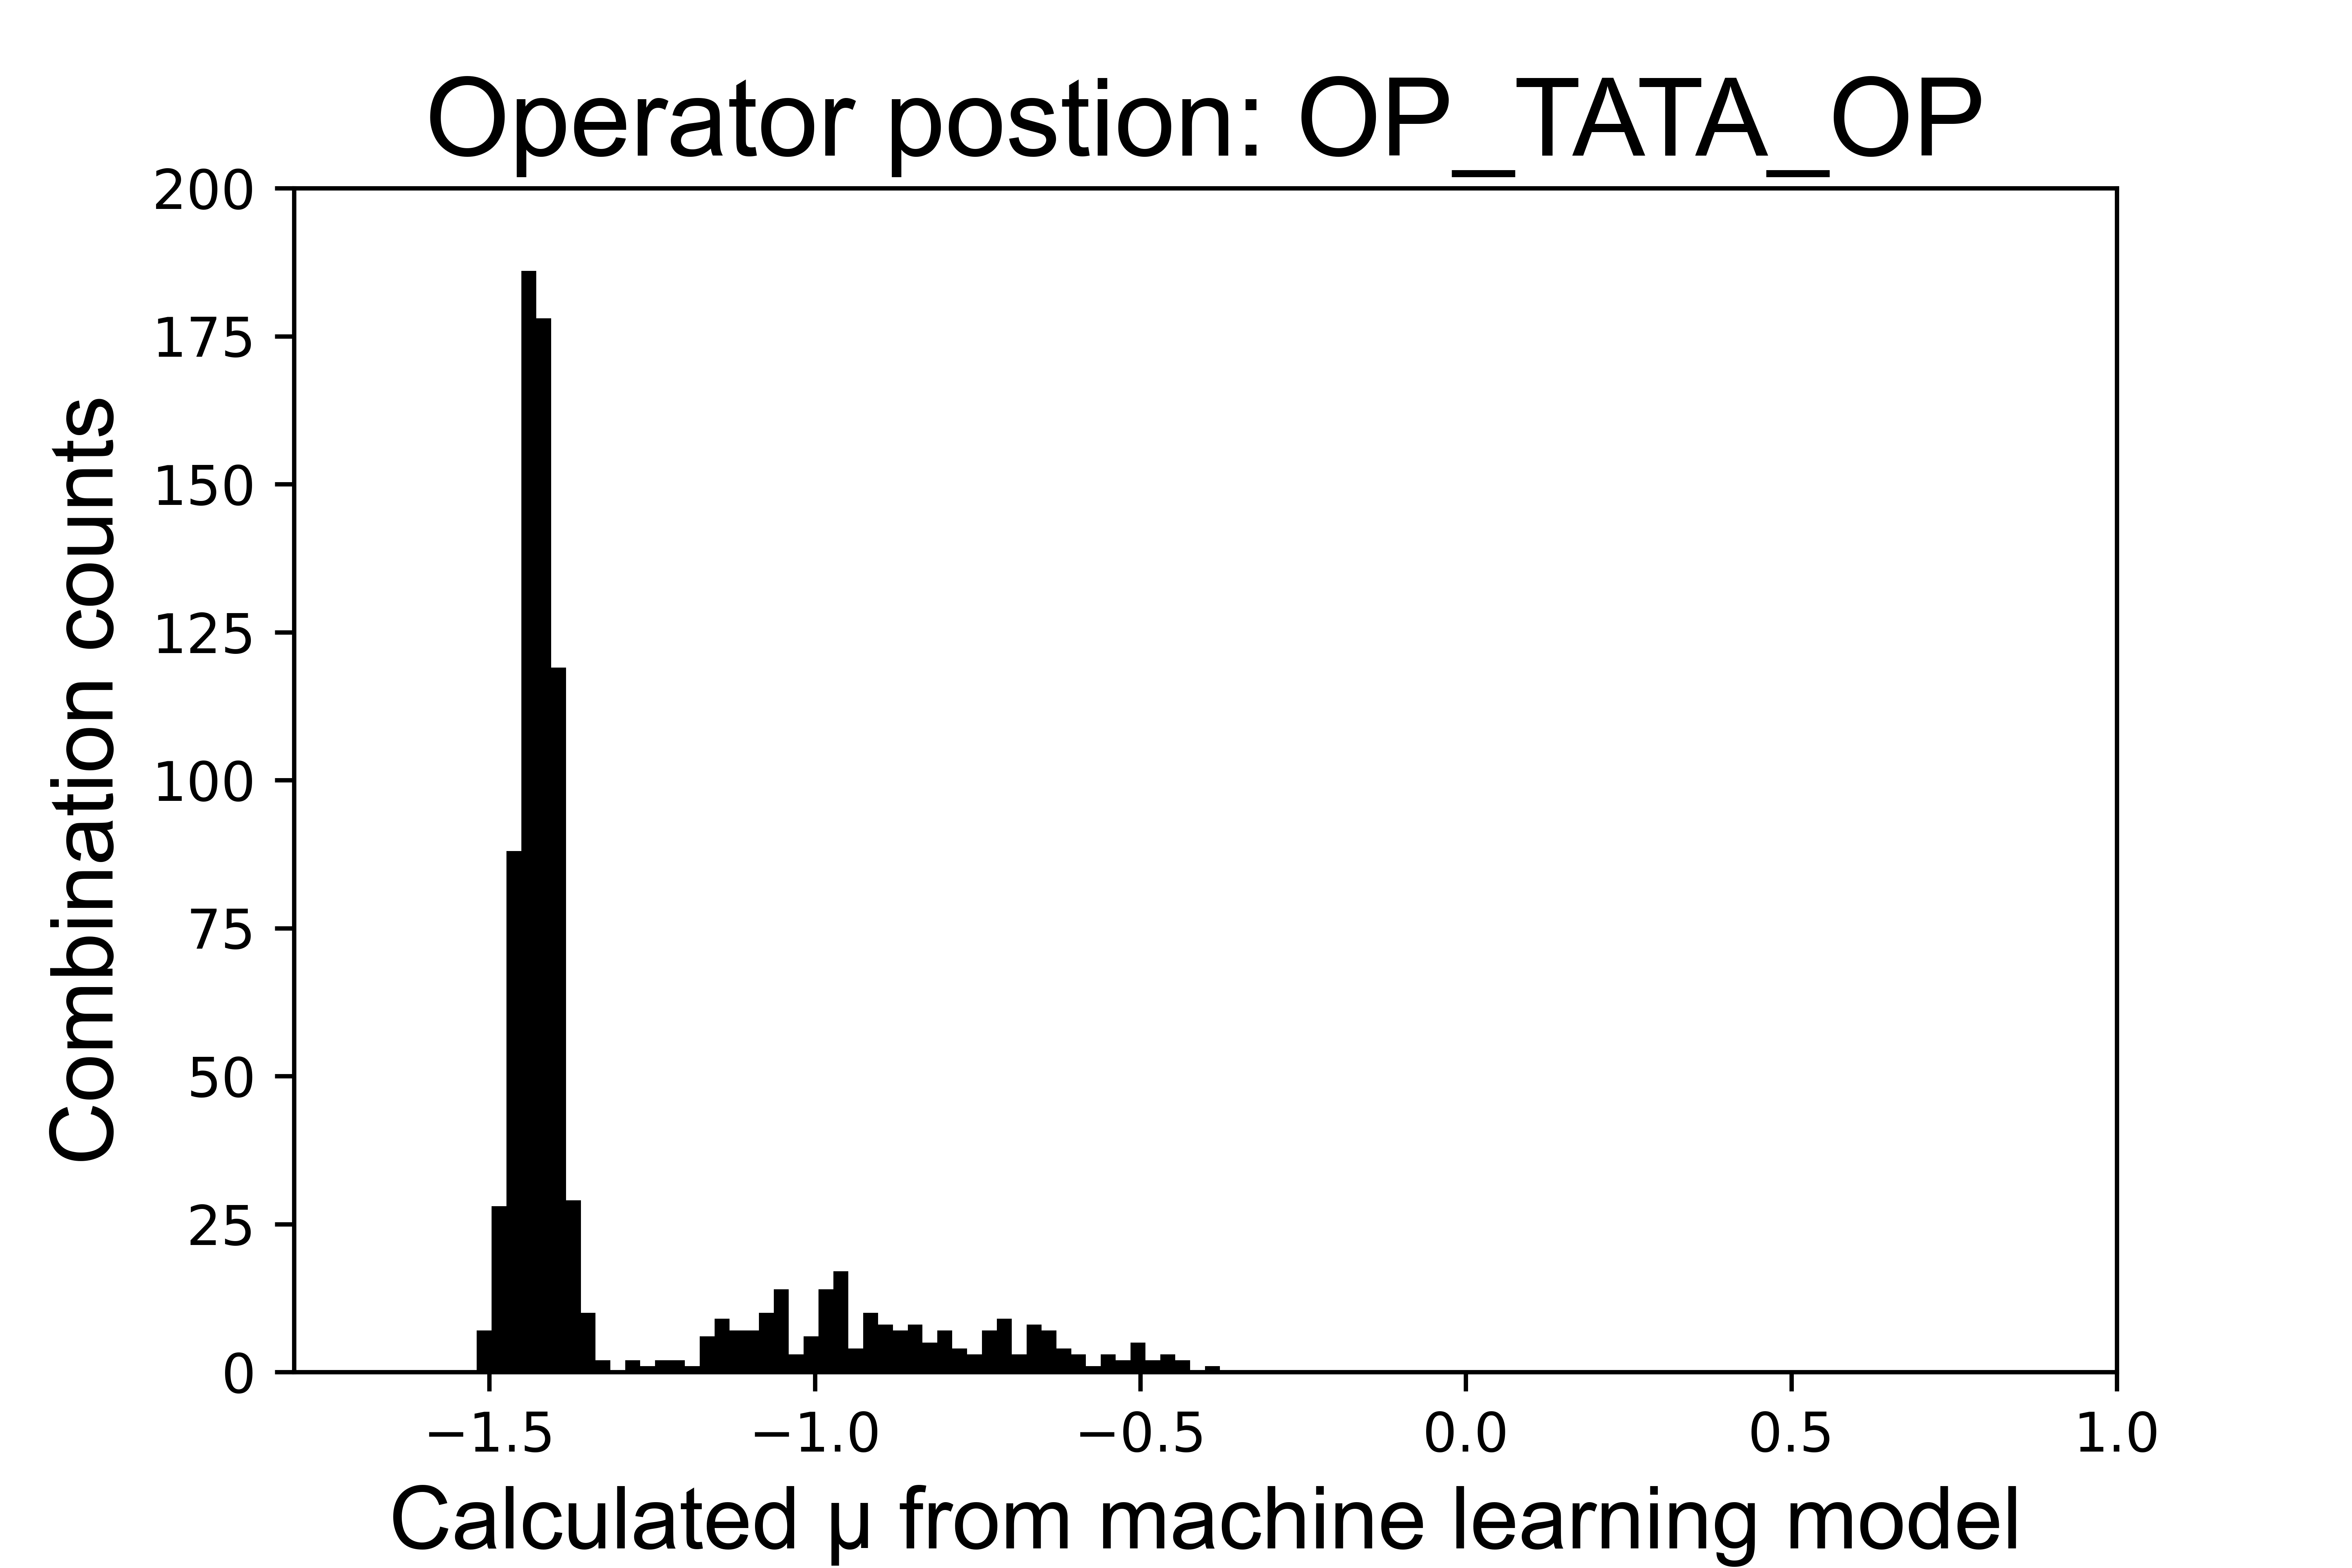 Operator postion: OP_TATA_OP
200
175
150
125
100
75
50
25
0
Combination counts
−1.5 −1.0 −0.5 0.0 0.5 1.0
Calculated µ from machine learning model